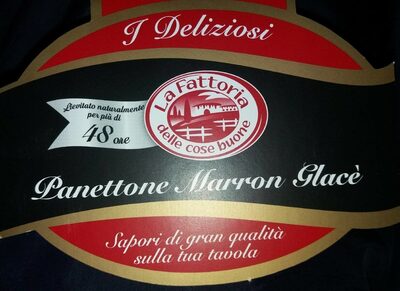 I Deliziosi
La Fattoria
delle cose buone
Lievitato naturalmente
per più di
48 ore
Panettone Marron Glacè
Sapori di gran qualità
sulla tua tavola